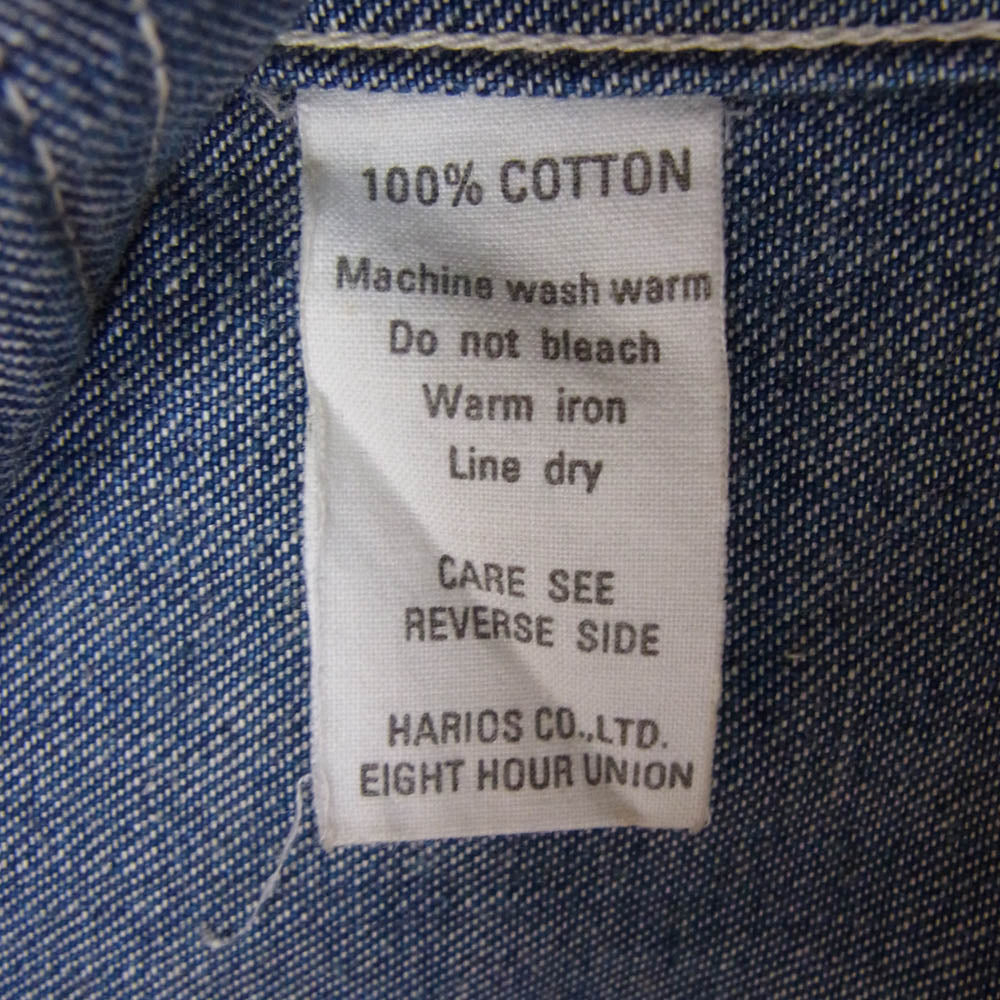 100% COTTON
Machine wash warm
Do not bleach
Warm iron
Line dry
CARE SEE
REVERSE SIDE
HARIOS CO.,LTD.
EIGHT HOUR UNION